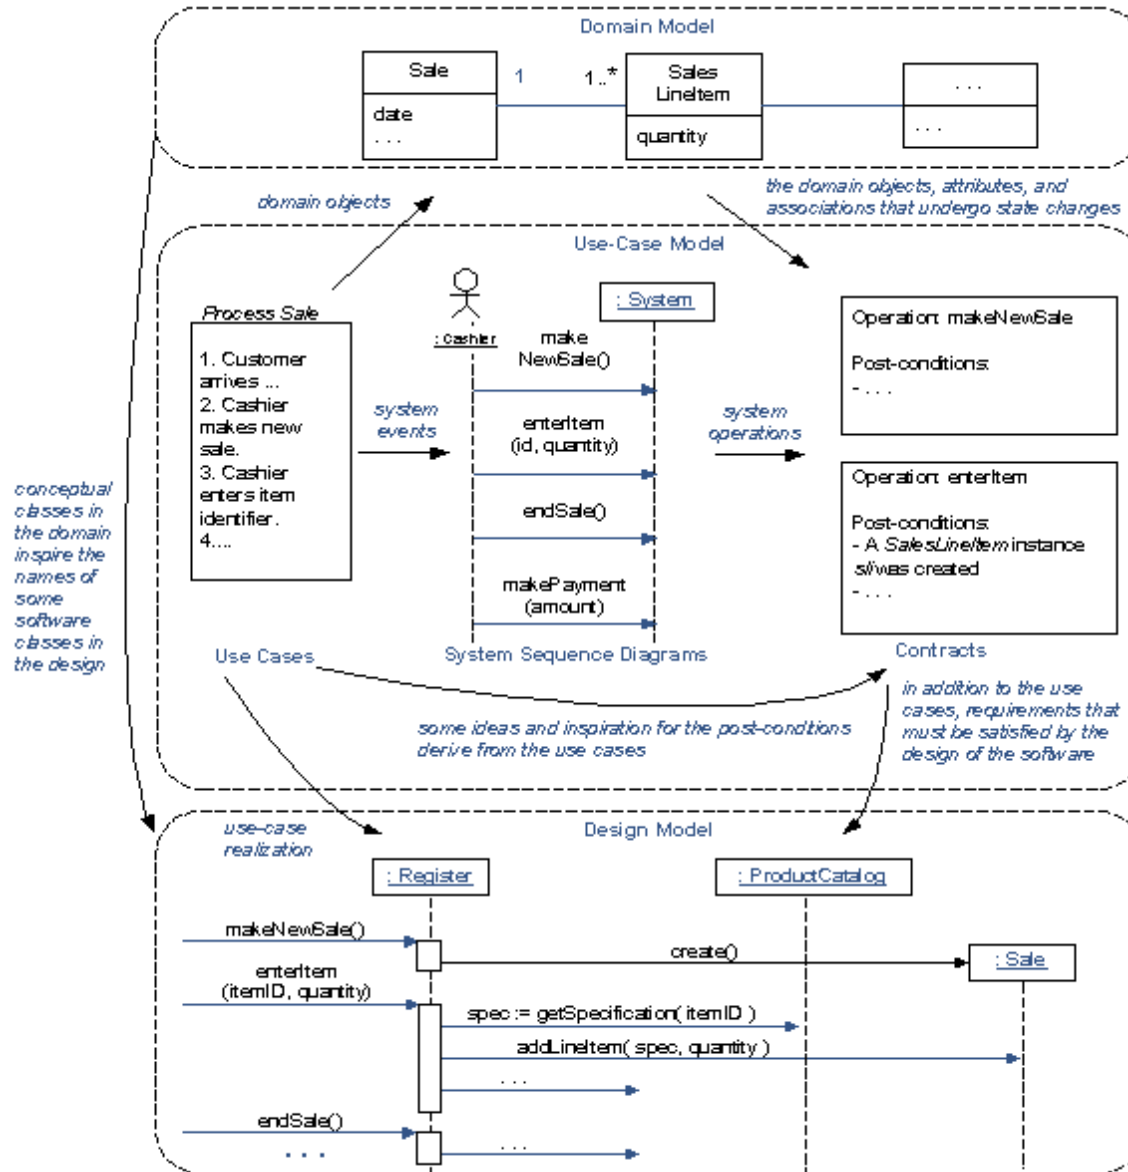 Domain Model
Sale
1
1..*
Sales
LineItem
. . .
date
. . .
quantity
. . .
domain objects
the domain objects, attributes, and
associations that undergo state changes
Use-Case Model
Process Sale
1. Customer
arrives ...
2. Cashier
makes new
sale.
3. Cashier
enters item
identifier.
4....
system
events
: Cashier
: System
make
NewSale()
enterItem
(id, quantity)
endSale()
makePayment
(amount)
system
operations
Operation: makeNewSale
Post-conditions:
- . . .
Operation: enterItem
Post-conditions:
- A SalesLineItem instance
sli was created
- . . .
conceptual
classes in
the domain
inspire the
names of
some
software
classes in
the design
Use Cases
System Sequence Diagrams
Contracts
some ideas and inspiration for the post-conditions
derive from the use cases
in addition to the use
cases, requirements that
must be satisfied by the
design of the software
use-case
realization
Design Model
: Register
: ProductCatalog
makeNewSale()
create()
: Sale
enterItem
(itemID, quantity)
spec := getSpecification( itemID )
addLineItem( spec, quantity )
. . .
endSale()
. . .
. . .